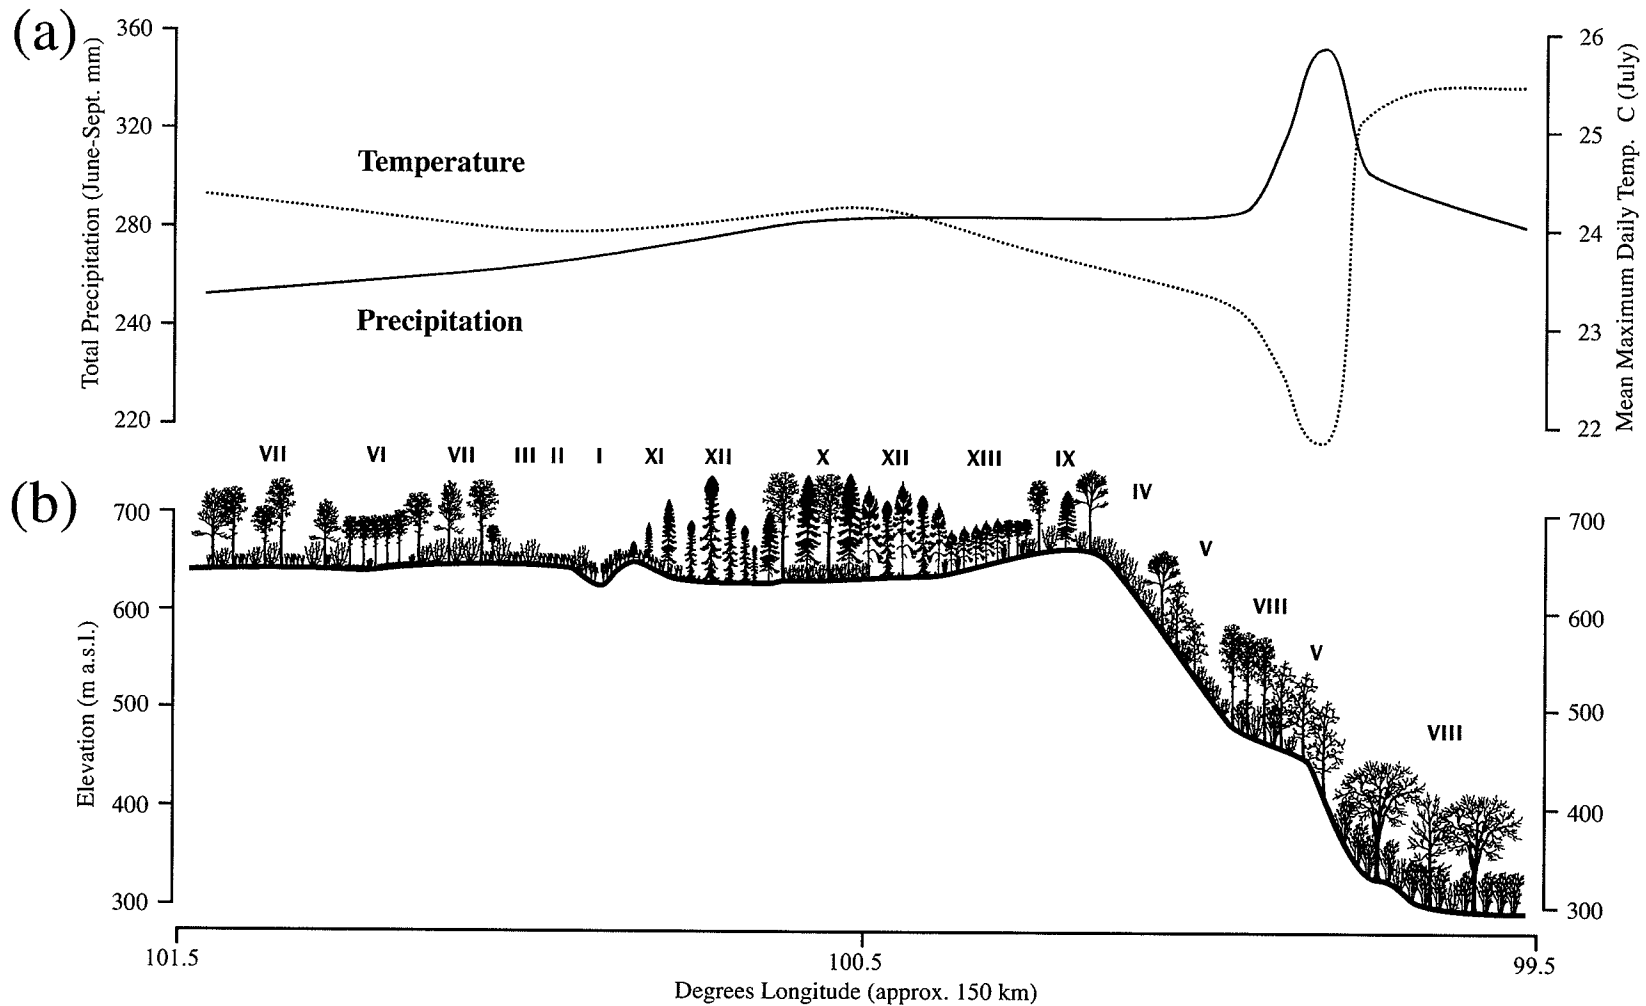 (a)
Total Precipitation (June-Sept. mm)
360
320
280
240
220
Temperature
Precipitation
26
25
24
23
22
Mean Maximum Daily Temp. C (July)
VII VI VII III II I XI XII X XII XIII IX IV
V
VIII
V
VIII
(b)
Elevation (m a.s.l.)
700
600
500
400
300
700
600
500
400
300
101.5 100.5 99.5
Degrees Longitude (approx. 150 km)